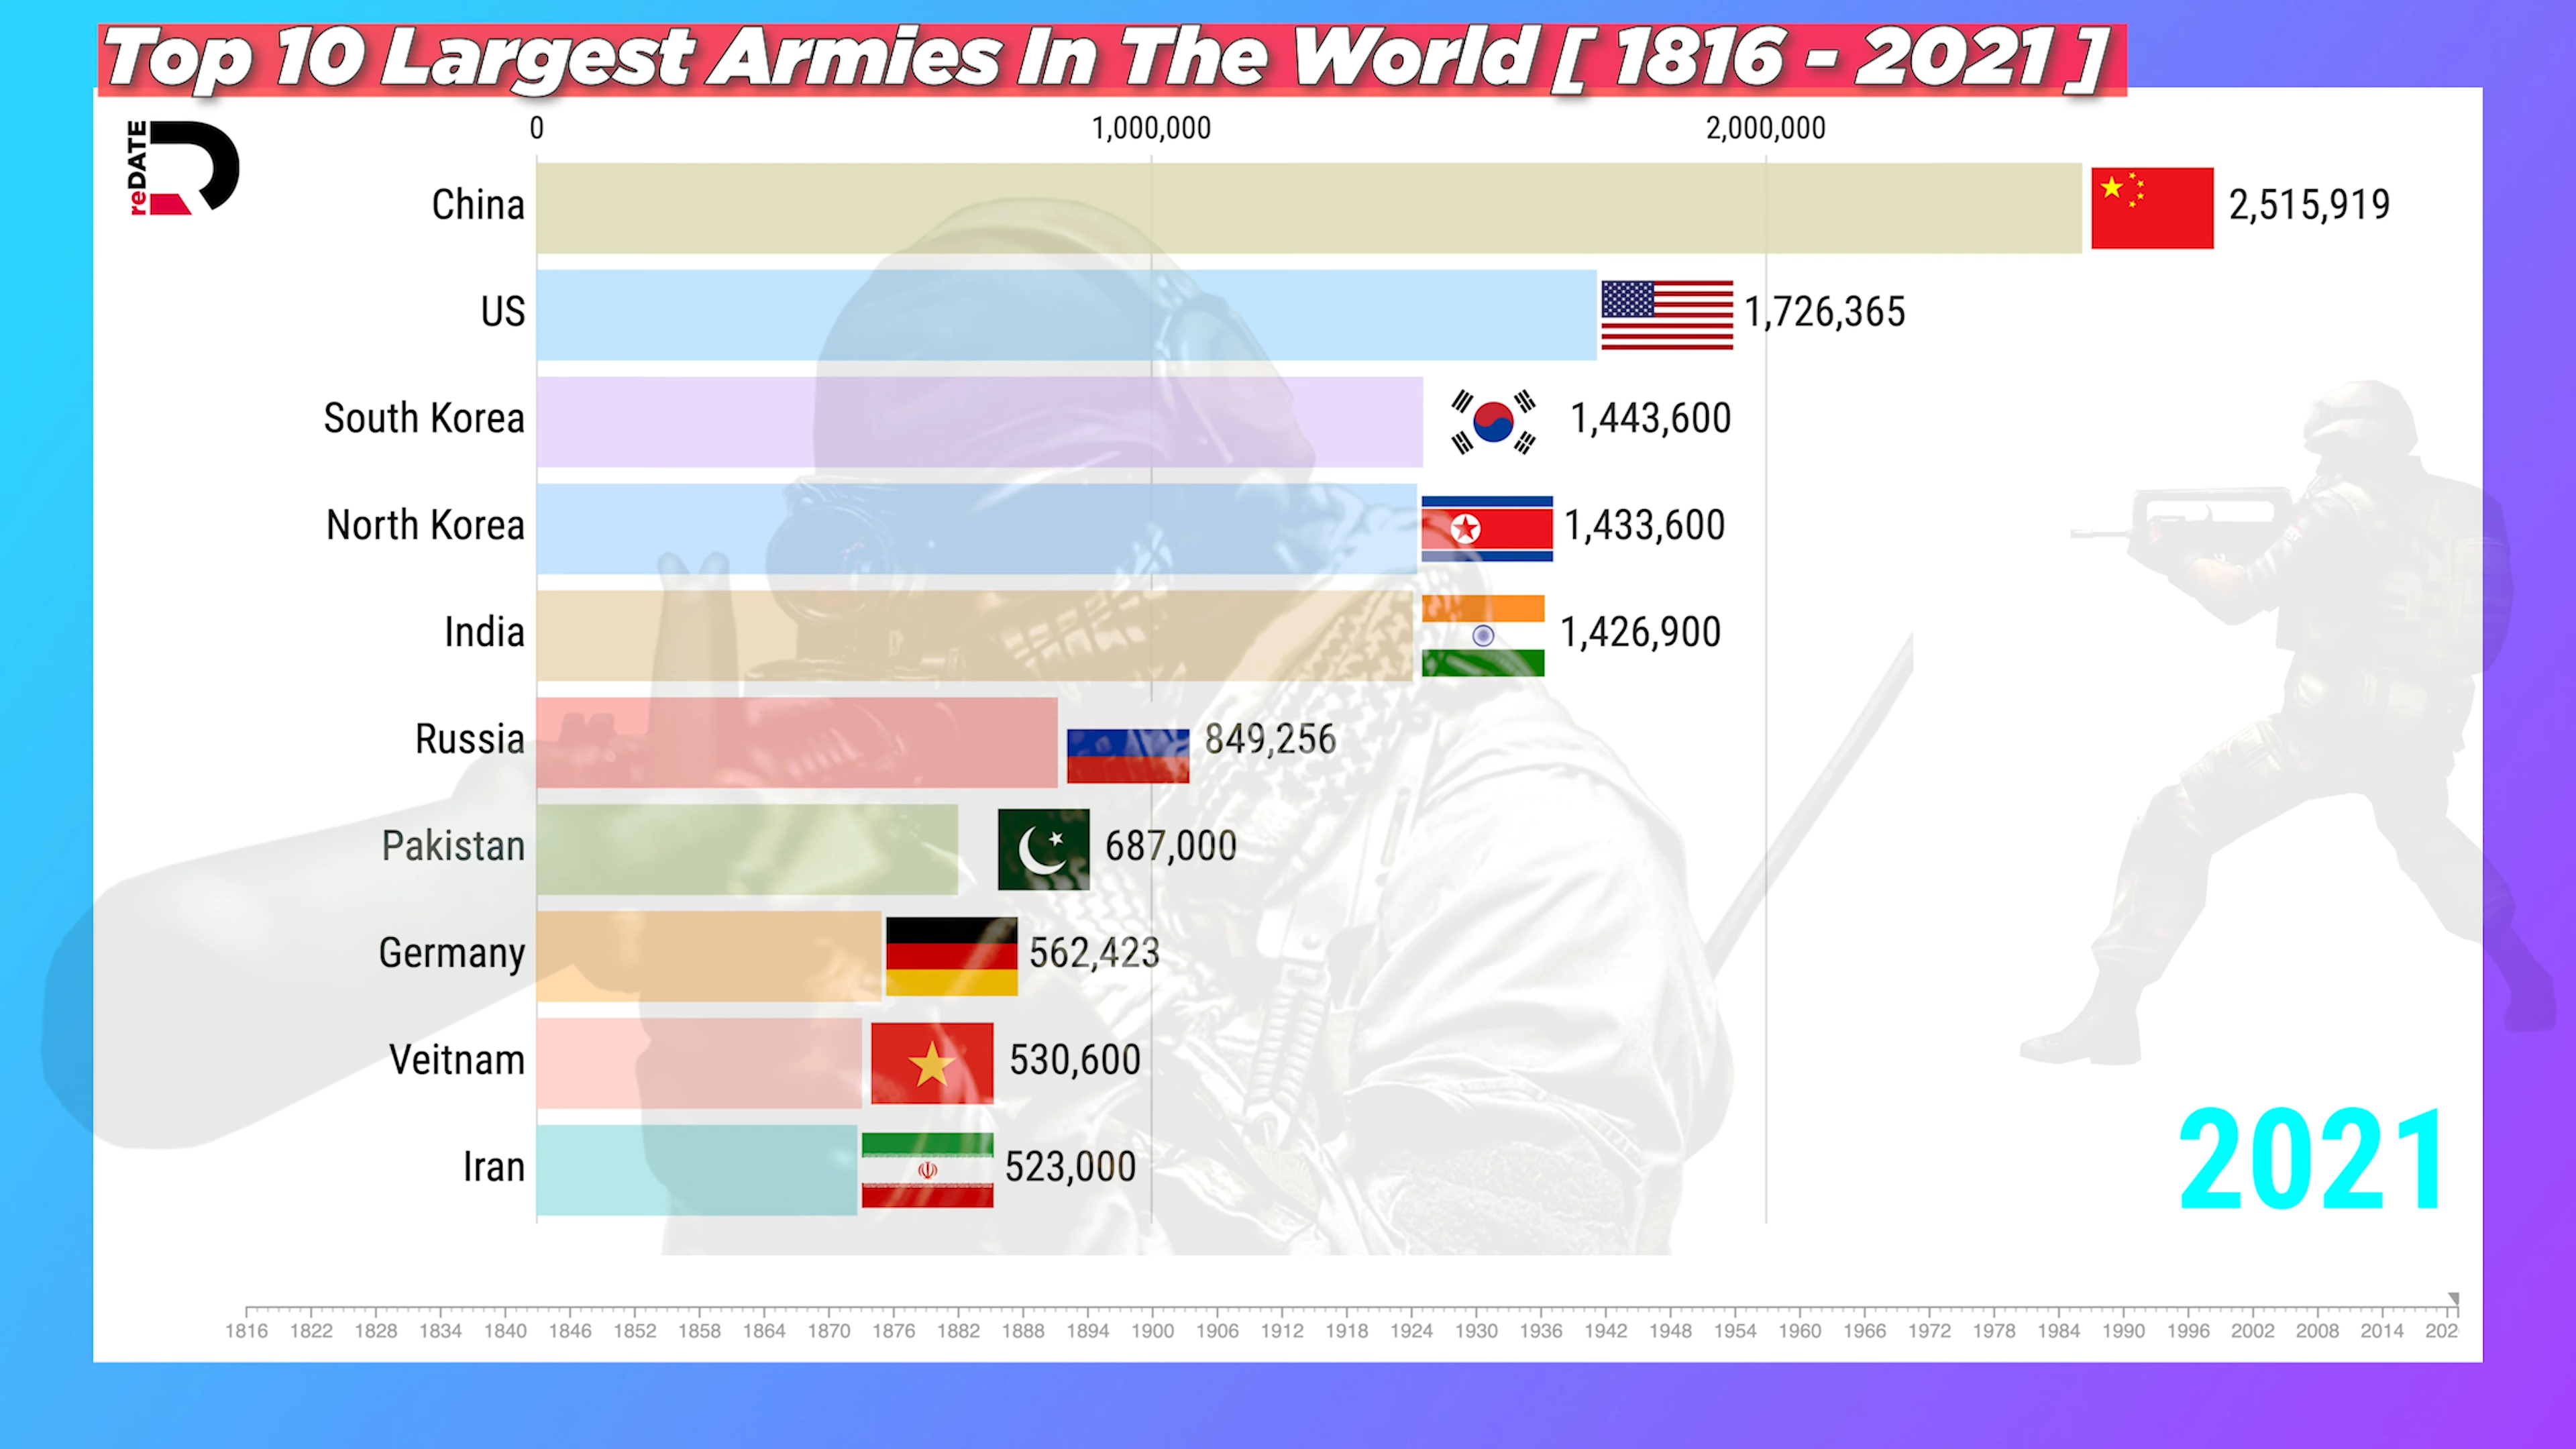 Top 10 Largest Armies In The World [ 1816 - 2021 ]
reDATE
0 1,000,000 2,000,000
China 2,515,919
US 1,726,365
South Korea 1,443,600
North Korea 1,433,600
India 1,426,900
Russia 849,256
Pakistan 687,000
Germany 562,423
Veitnam 530,600
Iran 523,000
2021
1816 1822 1828 1834 1840 1846 1852 1858 1864 1870 1876 1882 1888 1894 1900 1906 1912 1918 1924 1930 1936 1942 1948 1954 1960 1966 1972 1978 1984 1990 1996 2002 2008 2014 202